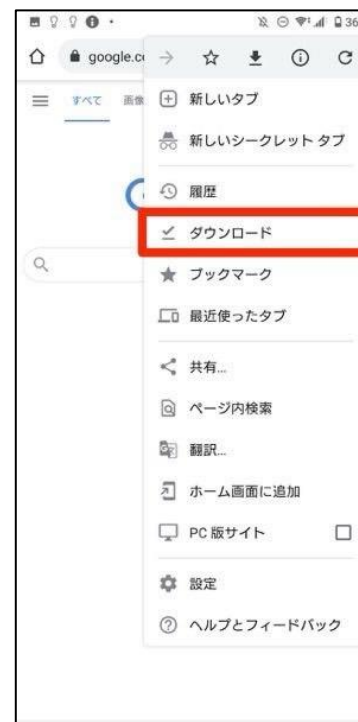 36
google.co
すべて
画像
新しいタブ
新しいシークレット タブ
履歴
ダウンロード
ブックマーク
最近使ったタブ
共有...
ページ内検索
翻訳...
ホーム画面に追加
PC 版サイト
設定
ヘルプとフィードバック